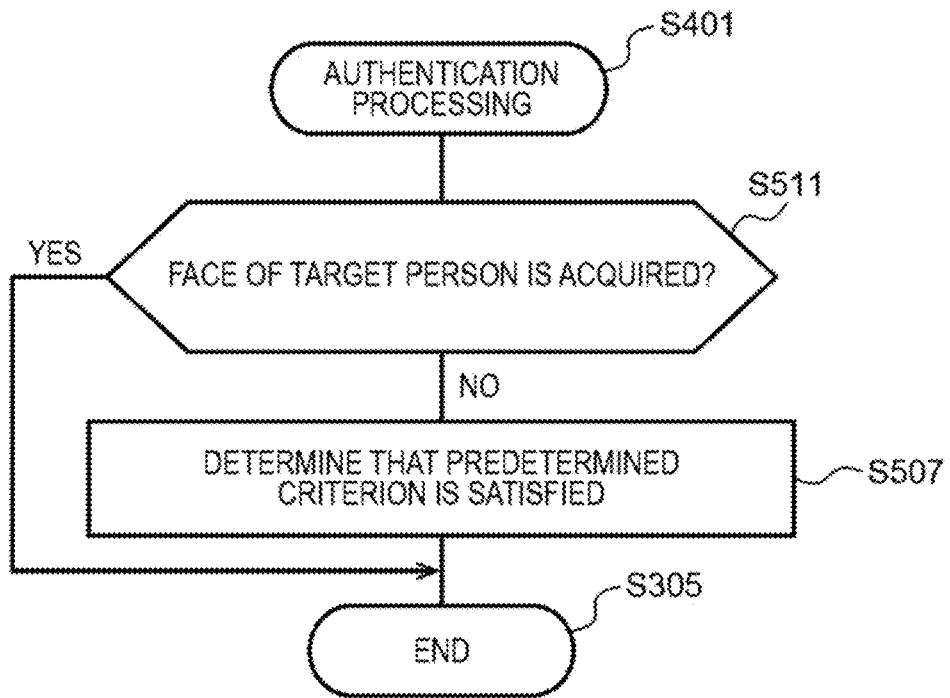 S401
AUTHENTICATION
PROCESSING
S511
YES
FACE OF TARGET PERSON IS ACQUIRED?
NO
DETERMINE THAT PREDETERMINED
CRITERION IS SATISFIED
S507
S305
END